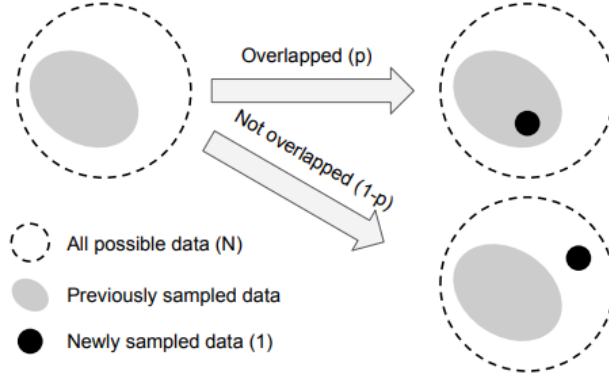 Overlapped (p)
Not overlapped (1-p)
All possible data (N)
Previously sampled data
Newly sampled data (1)